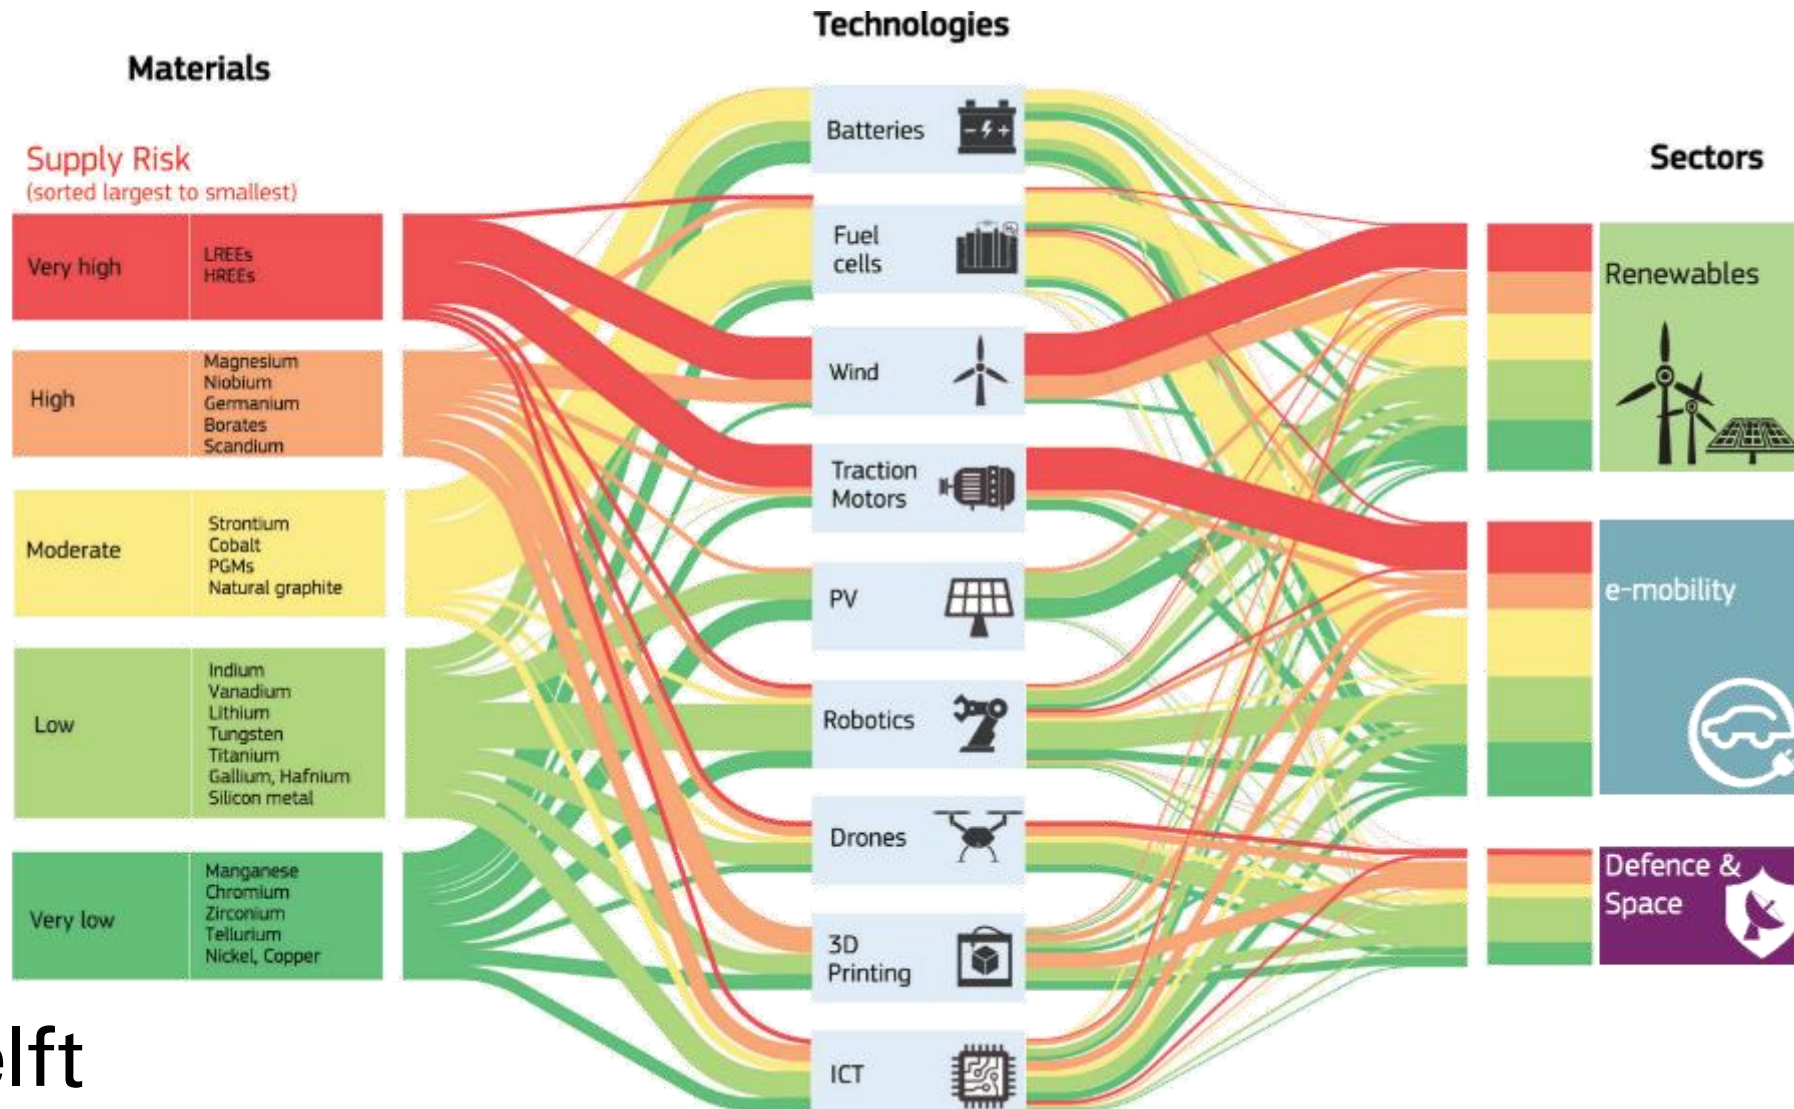 Technologies
Materials
Sectors
Supply Risk
(sorted largest to smallest)
Very high
LREEs
HREEs
High
Magnesium
Niobium
Germanium
Borates
Scandium
Moderate
Strontium
Cobalt
PGMs
Natural graphite
Low
Indium
Vanadium
Lithium
Tungsten
Titanium
Gallium, Hafnium
Silicon metal
Very low
Manganese
Chromium
Zirconium
Tellurium
Nickel, Copper
Batteries
Fuel
cells
Wind
Traction
Motors
PV
Robotics
Drones
3D
Printing
ICT
Renewables
e-mobility
Defence &
Space
elft